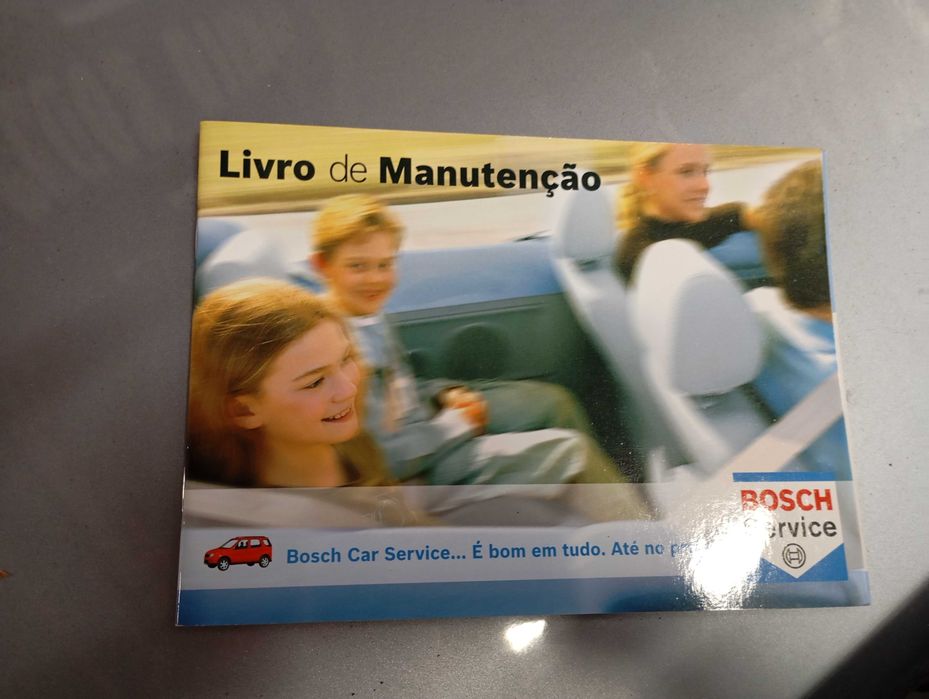 Livro de Manutenção
BOSCH
Service
Bosch Car Service... É bom em tudo. Até no